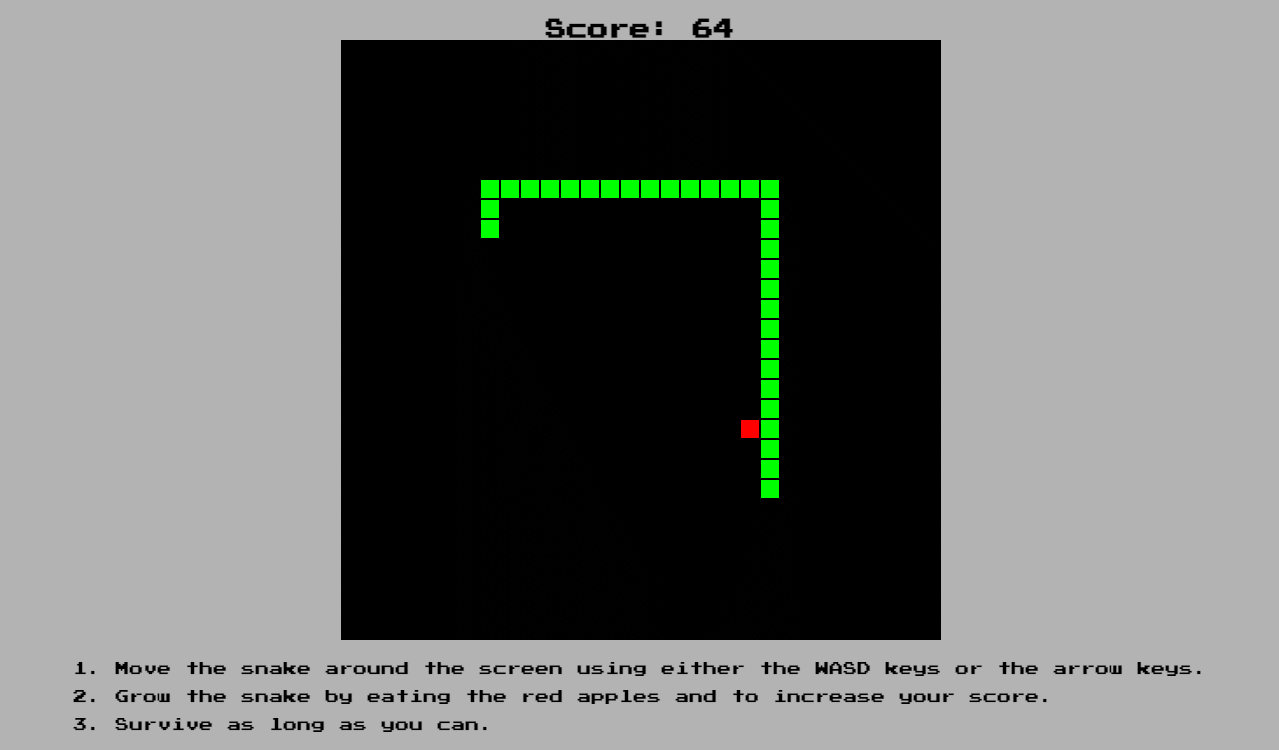 Score: 64
1. Move the snake around the screen using either the WASD keys or the arrow keys.
2. Grow the snake by eating the red apples and to increase your score.
3. Survive as long as you can.